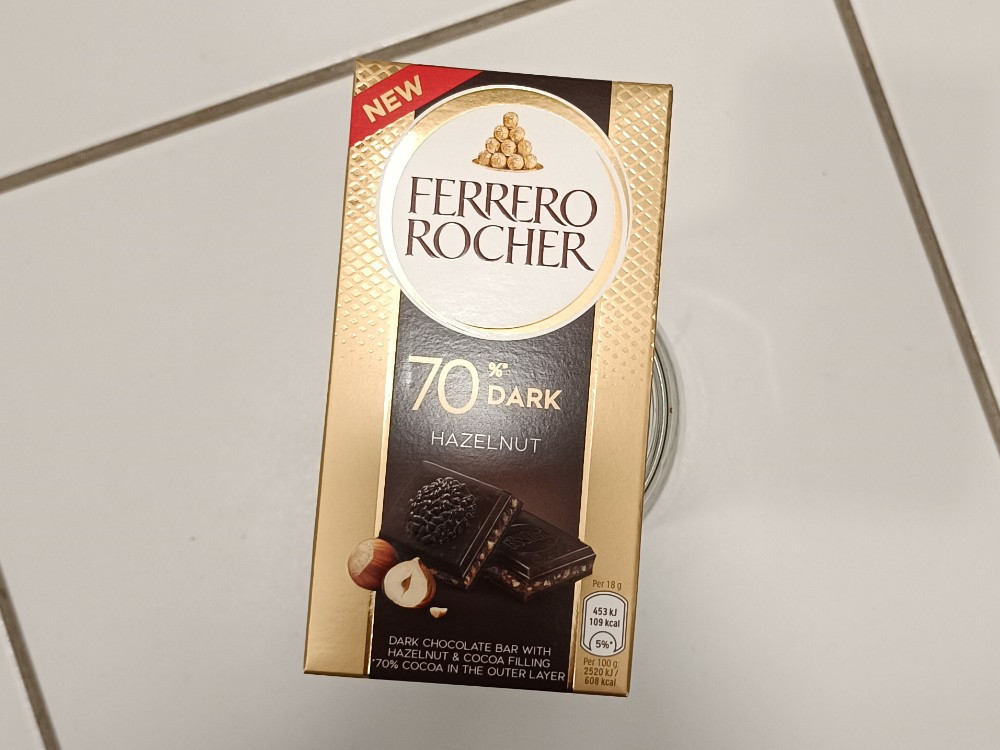 NEW
FERRERO
ROCHER
70%* DARK
HAZELNUT
DARK CHOCOLATE BAR WITH
HAZELNUT & COCOA FILLING
*70% COCOA IN THE OUTER LAYER
Per 18 g
453 kJ
109 kcal
5%*
Per 100 g:
2520 kJ /
608 kcal